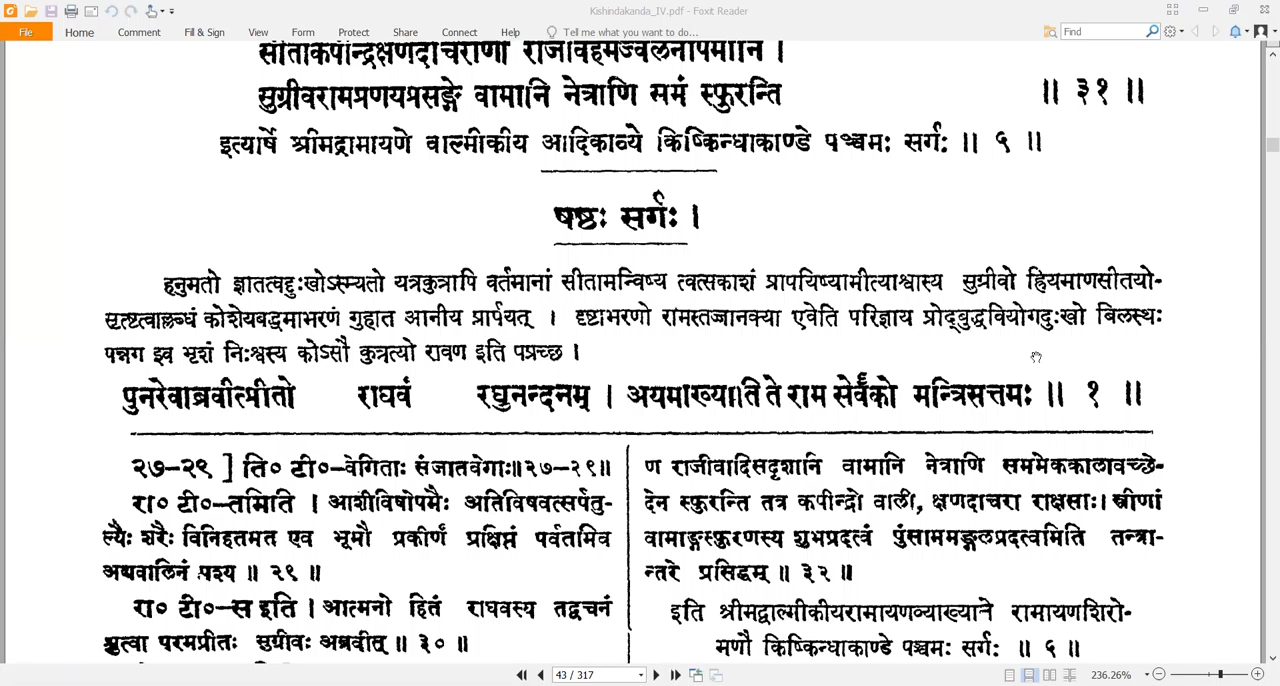 Kishindakanda_IV.pdf - Foxit Reader
File Home Comment Fill & Sign View Form Protect Share Connect Help Tell me what you want to do... Find
सीताकपीन्द्रक्षणदाचराणां राजीवहेमज्वलनोपमानि ।
सुग्रीवरामप्रणयप्रसङ्गे वामानि नेत्राणि समं स्फुरन्ति ॥ ३१ ॥
इत्यार्षे श्रीमद्रामायणे वाल्मीकीय आदिकाव्ये किष्किन्धाकाण्डे पञ्चमः सर्गः ॥ ५ ॥
षष्ठः सर्गः ।
हनुमतो ज्ञातत्वद्दुःखोऽस्म्यतो यत्रकुत्रापि वर्तमानां सीतामन्विष्य त्वत्सकाशं प्रापयिष्यामीत्याश्वास्य सुग्रीवो ह्रियमाणसीतयो-
त्सृष्टत्वाल्लब्धं कोशेयबद्धमाभरणं गुहात आनीय प्रार्पयत् । दृष्टाभरणो रामस्तज्जानक्या एवेति परिज्ञाय प्रोद्बुद्धवियोगदुःखो बिलस्थः
पन्नग इव भृशं निःश्वस्य कोऽसौ कुत्रत्यो रावण इति पप्रच्छ ।
पुनरेवाब्रवीत्प्रीतो राघवं रघुनन्दनम् । अयमाख्याति ते राम सेवको मन्त्रिसत्तमः ॥ १ ॥
२७–२९ ] ति० टी०–वेगिताः संजातवेगाः॥२७–२९॥
रा० टी०–तमिति । आशीविषोपमैः अतिविषवत्सर्पतु-
ल्यैः शरैः विनिहतमत एव भूमौ प्रकीर्णं प्रक्षिप्तं पर्वतमिव
अद्यवालिनं पश्य ॥ २९ ॥
रा० टी०–स इति । आत्मनो हितं राघवस्य तद्वचनं
श्रुत्वा परमप्रीतः सुग्रीवः अब्रवीत् ॥ ३० ॥
ण राजीवादिसदृशानि वामानि नेत्राणि सममेककालावच्छे-
देन स्फुरन्ति तत्र कपीन्द्रो वाली, क्षणदाचरा राक्षसाः। स्त्रीणां
वामाङ्गस्फुरणस्य शुभप्रदत्वं पुंसाममङ्गलप्रदत्वमिति तन्त्रा-
न्तरे प्रसिद्धम् ॥ ३२ ॥
इति श्रीमद्वाल्मीकीयरामायणव्याख्याने रामायणशिरो-
मणौ किष्किन्धाकाण्डे पञ्चमः सर्गः ॥ ६ ॥
43 / 317 236.26%